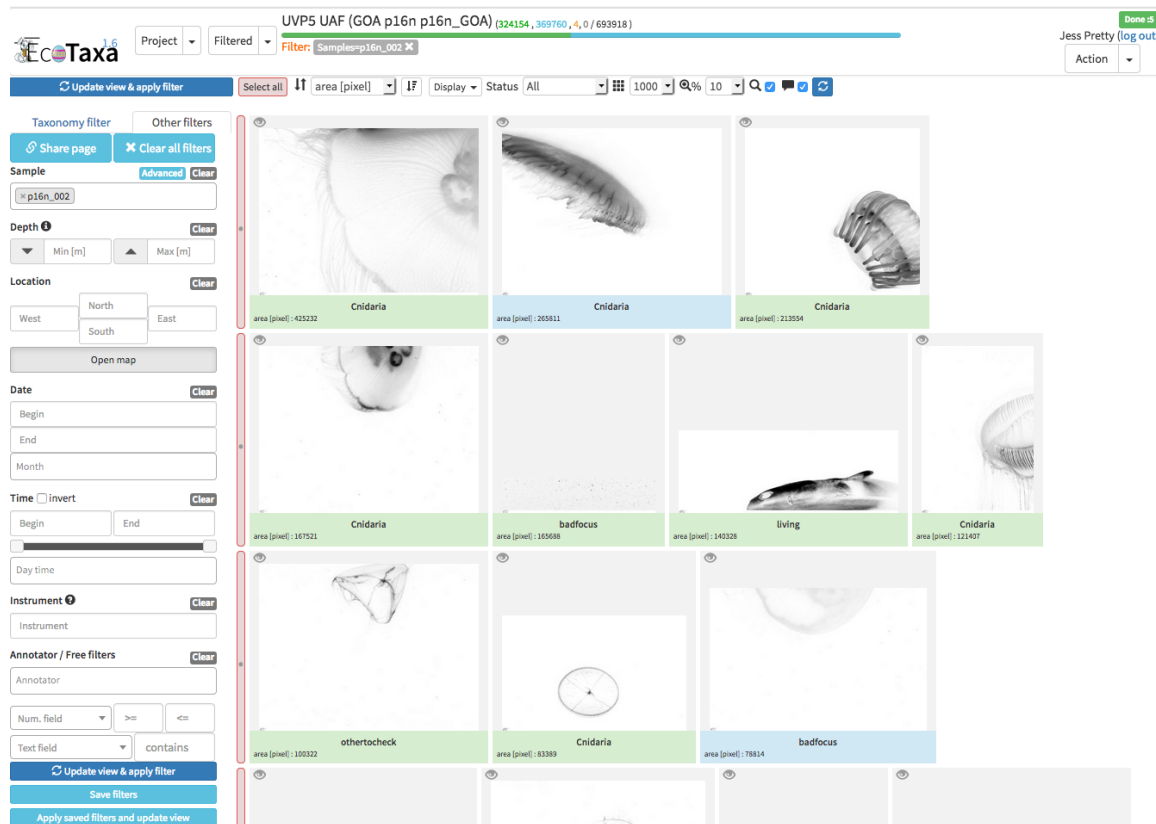 UVP5 UAF (GOA p16n p16n_GOA) (324154 , 369760 , 4, 0 / 693918 )
Done :5
EcoTaxa 1.6
Project
Filtered
Filter: Samples=p16n_002
Jess Pretty (log out
Action
Update view & apply filter
Select all
area [pixel]
Display
Status
All
1000
%
10
Taxonomy filter
Other filters
Share page
Clear all filters
Sample
Advanced
Clear
×p16n_002
Depth
Clear
Min [m]
Max [m]
Location
Clear
North
West
East
South
Open map
Date
Clear
Begin
End
Month
Time
invert
Clear
Begin
End
Day time
Instrument
Clear
Instrument
Annotator / Free filters
Clear
Annotator
Num. field
>=
<=
Text field
contains
Update view & apply filter
Save filters
Apply saved filters and update view
Cnidaria
area [pixel] : 425232
Cnidaria
area [pixel] : 265811
Cnidaria
area [pixel] : 213554
Cnidaria
area [pixel] : 167521
badfocus
area [pixel] : 165688
living
area [pixel] : 140328
Cnidaria
area [pixel] : 121407
othertocheck
area [pixel] : 100322
Cnidaria
area [pixel] : 83389
badfocus
area [pixel] : 78814